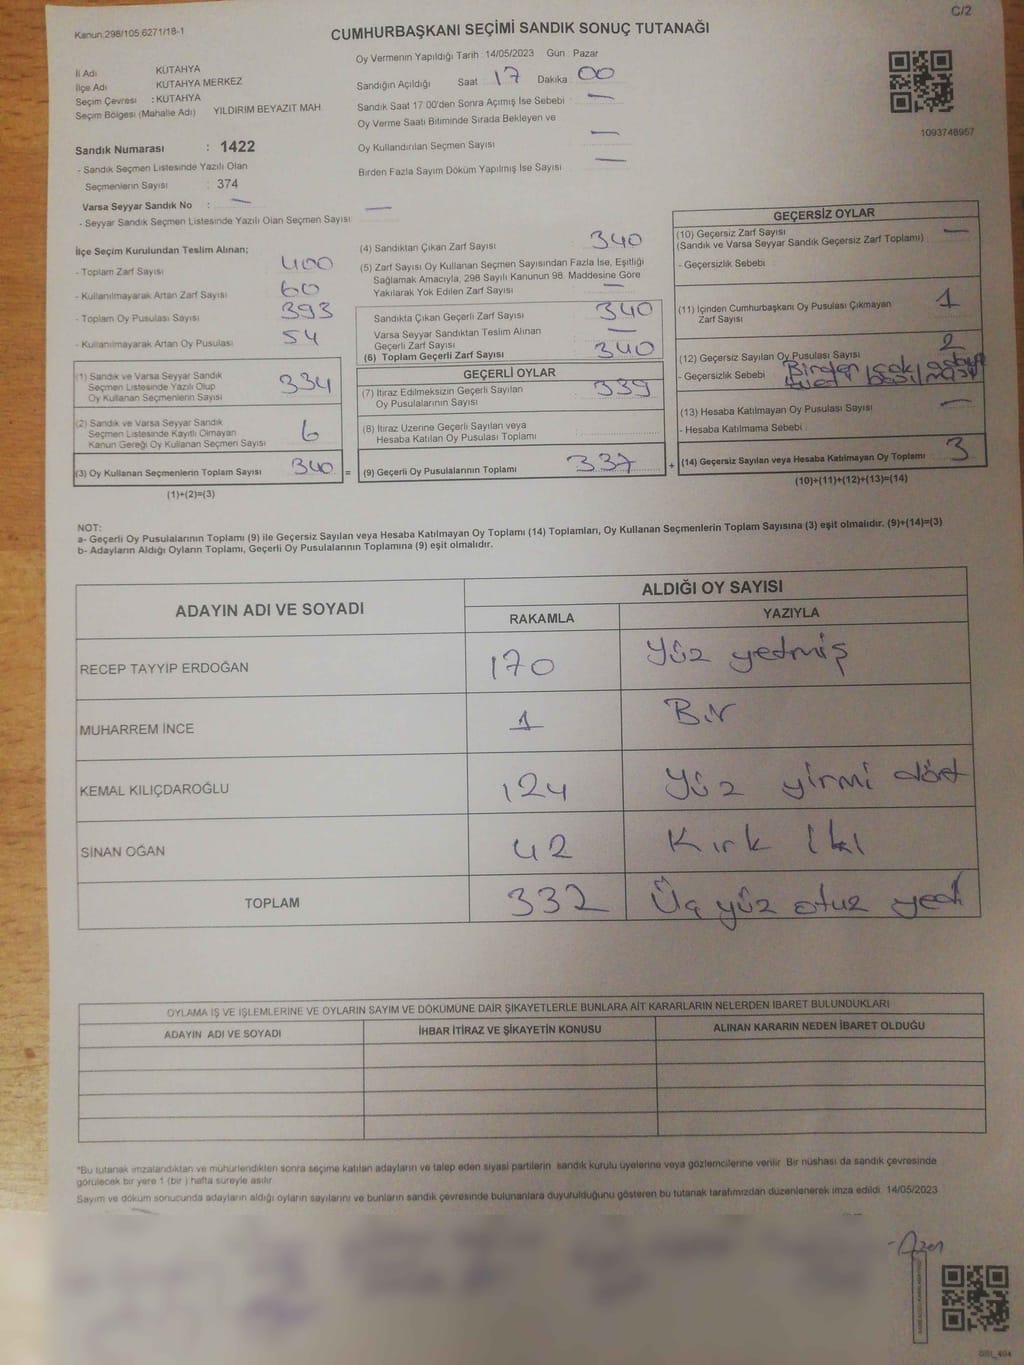 C/2
Kanun.298/105,6271/18-1
CUMHURBAŞKANI SEÇİMİ SANDIK SONUÇ TUTANAĞI
Oy Vermenin Yapıldığı Tarih : 14/05/2023 Gün : Pazar
İl Adı KÜTAHYA
İlçe Adı KÜTAHYA MERKEZ
Seçim Çevresi : KÜTAHYA
Seçim Bölgesi (Mahalle Adı) YILDIRIM BEYAZIT MAH.
Sandığın Açıldığı Saat : 17 Dakika : 00
Sandık Saat 17:00'den Sonra Açımış İse Sebebi : —
Oy Verme Saati Bitiminde Sırada Bekleyen ve
Oy Kullandırılan Seçmen Sayısı —
Birden Fazla Sayım Döküm Yapılmış İse Sayısı —
1093748957
Sandık Numarası : 1422
- Sandık Seçmen Listesinde Yazılı Olan
Seçmenlerin Sayısı : 374
Varsa Seyyar Sandık No : —
- Seyyar Sandık Seçmen Listesinde Yazılı Olan Seçmen Sayısı : —
İlçe Seçim Kurulundan Teslim Alınan;
- Toplam Zarf Sayısı 400
- Kullanılmayarak Artan Zarf Sayısı 60
- Toplam Oy Pusulası Sayısı 393
- Kullanılmayarak Artan Oy Pusulası 54
(1) Sandık ve Varsa Seyyar Sandık
Seçmen Listesinde Yazılı Olup
Oy Kullanan Seçmenlerin Sayısı 334
(2) Sandık ve Varsa Seyyar Sandık
Seçmen Listesinde Kayıtlı Olmayan
Kanun Gereği Oy Kullanan Seçmen Sayısı 6
(3) Oy Kullanan Seçmenlerin Toplam Sayısı 340 =
(1)+(2)=(3)
(4) Sandıktan Çıkan Zarf Sayısı 340
(5) Zarf Sayısı Oy Kullanan Seçmen Sayısından Fazla İse, Eşitliği
Sağlamak Amacıyla, 298 Sayılı Kanunun 98. Maddesine Göre
Yakılarak Yok Edilen Zarf Sayısı —
Sandıkta Çıkan Geçerli Zarf Sayısı 340
Varsa Seyyar Sandıktan Teslim Alınan
Geçerli Zarf Sayısı —
(6) Toplam Geçerli Zarf Sayısı 340
GEÇERLİ OYLAR
(7) İtiraz Edilmeksizin Geçerli Sayılan
Oy Pusulalarının Sayısı 339
(8) İtiraz Üzerine Geçerli Sayılan veya
Hesaba Katılan Oy Pusulası Toplamı
(9) Geçerli Oy Pusulalarının Toplamı 337 +
GEÇERSİZ OYLAR
(10) Geçersiz Zarf Sayısı —
(Sandık ve Varsa Seyyar Sandık Geçersiz Zarf Toplamı)
- Geçersizlik Sebebi
(11) İçinden Cumhurbaşkanı Oy Pusulası Çıkmayan
Zarf Sayısı 1
(12) Geçersiz Sayılan Oy Pusulası Sayısı 2
- Geçersizlik Sebebi Birden çok
(13) Hesaba Katılmayan Oy Pusulası Sayısı —
- Hesaba Katılmama Sebebi :
(14) Geçersiz Sayılan veya Hesaba Katılmayan Oy Toplamı 3
(10)+(11)+(12)+(13)=(14)
NOT:
a- Geçerli Oy Pusulalarının Toplamı (9) ile Geçersiz Sayılan veya Hesaba Katılmayan Oy Toplamı (14) Toplamları, Oy Kullanan Seçmenlerin Toplam Sayısına (3) eşit olmalıdır. (9)+(14)=(3)
b- Adayların Aldığı Oyların Toplamı, Geçerli Oy Pusulalarının Toplamına (9) eşit olmalıdır.
ADAYIN ADI VE SOYADI ALDIĞI OY SAYISI
RAKAMLA YAZIYLA
RECEP TAYYİP ERDOĞAN 170 Yüz yetmiş
MUHARREM İNCE 1 Bir
KEMAL KILIÇDAROĞLU 124 Yüz yirmi dört
SİNAN OĞAN 42 Kırk İki
TOPLAM 337 Üç yüz otuz yedi
OYLAMA İŞ VE İŞLEMLERİNE VE OYLARIN SAYIM VE DÖKÜMÜNE DAİR ŞİKAYETLERLE BUNLARA AİT KARARLARIN NELERDEN İBARET BULUNDUKLARI
ADAYIN ADI VE SOYADI İHBAR İTİRAZ VE ŞİKAYETİN KONUSU ALINAN KARARIN NEDEN İBARET OLDUĞU
*Bu tutanak imzalandıktan ve mühürlendikten sonra seçime katılan adayların ve talep eden siyasi partilerin sandık kurulu üyelerine veya gözlemcilerine verilir. Bir nüshası da sandık çevresinde
görülecek bir yere 1 (bir ) hafta süreyle asılır.
Sayım ve döküm sonucunda adayların aldığı oyların sayılarını ve bunların sandık çevresinde bulunanlara duyurulduğunu gösteren bu tutanak tarafımızdan düzenlenerek imza edildi. 14/05/2023